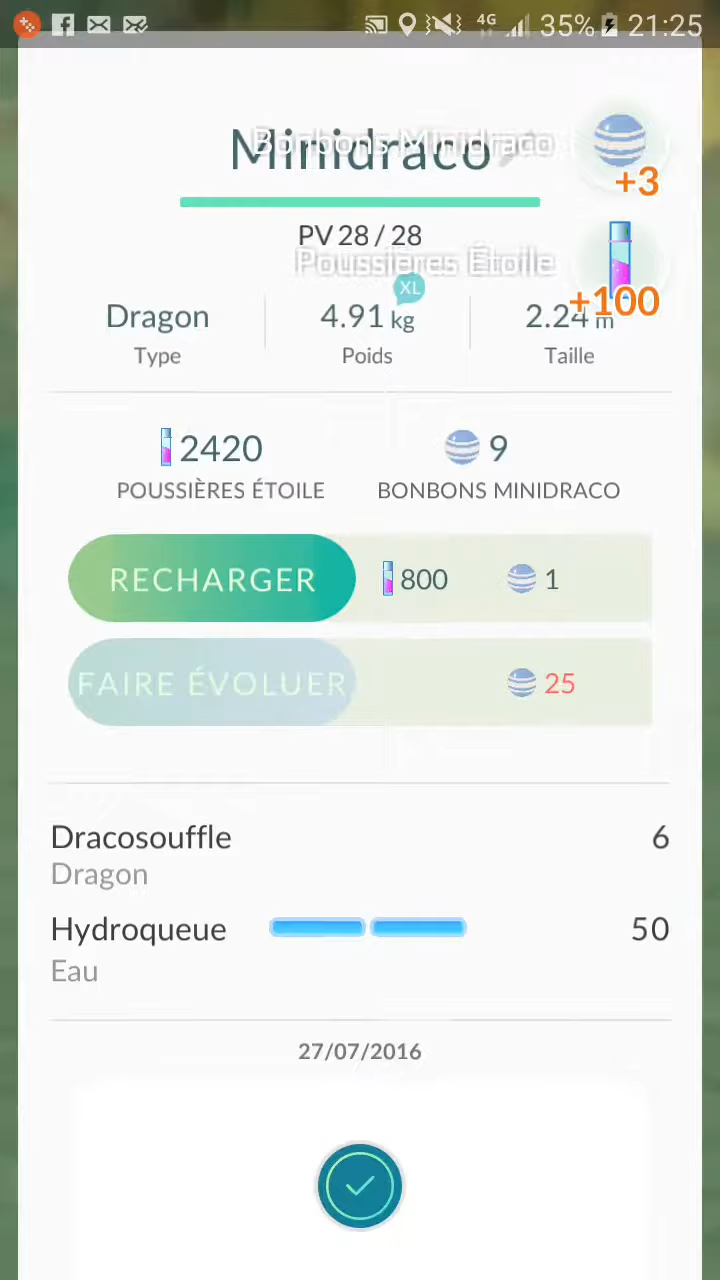 4G 35% 21:25
Minidraco
Bonbons Minidraco
+3
PV 28 / 28
Poussières Étoile
+100
XL
Dragon 4.91 kg 2.24 m
Type Poids Taille
2420 9
POUSSIÈRES ÉTOILE BONBONS MINIDRACO
RECHARGER 800 1
FAIRE ÉVOLUER 25
Dracosouffle 6
Dragon
Hydroqueue 50
Eau
27/07/2016